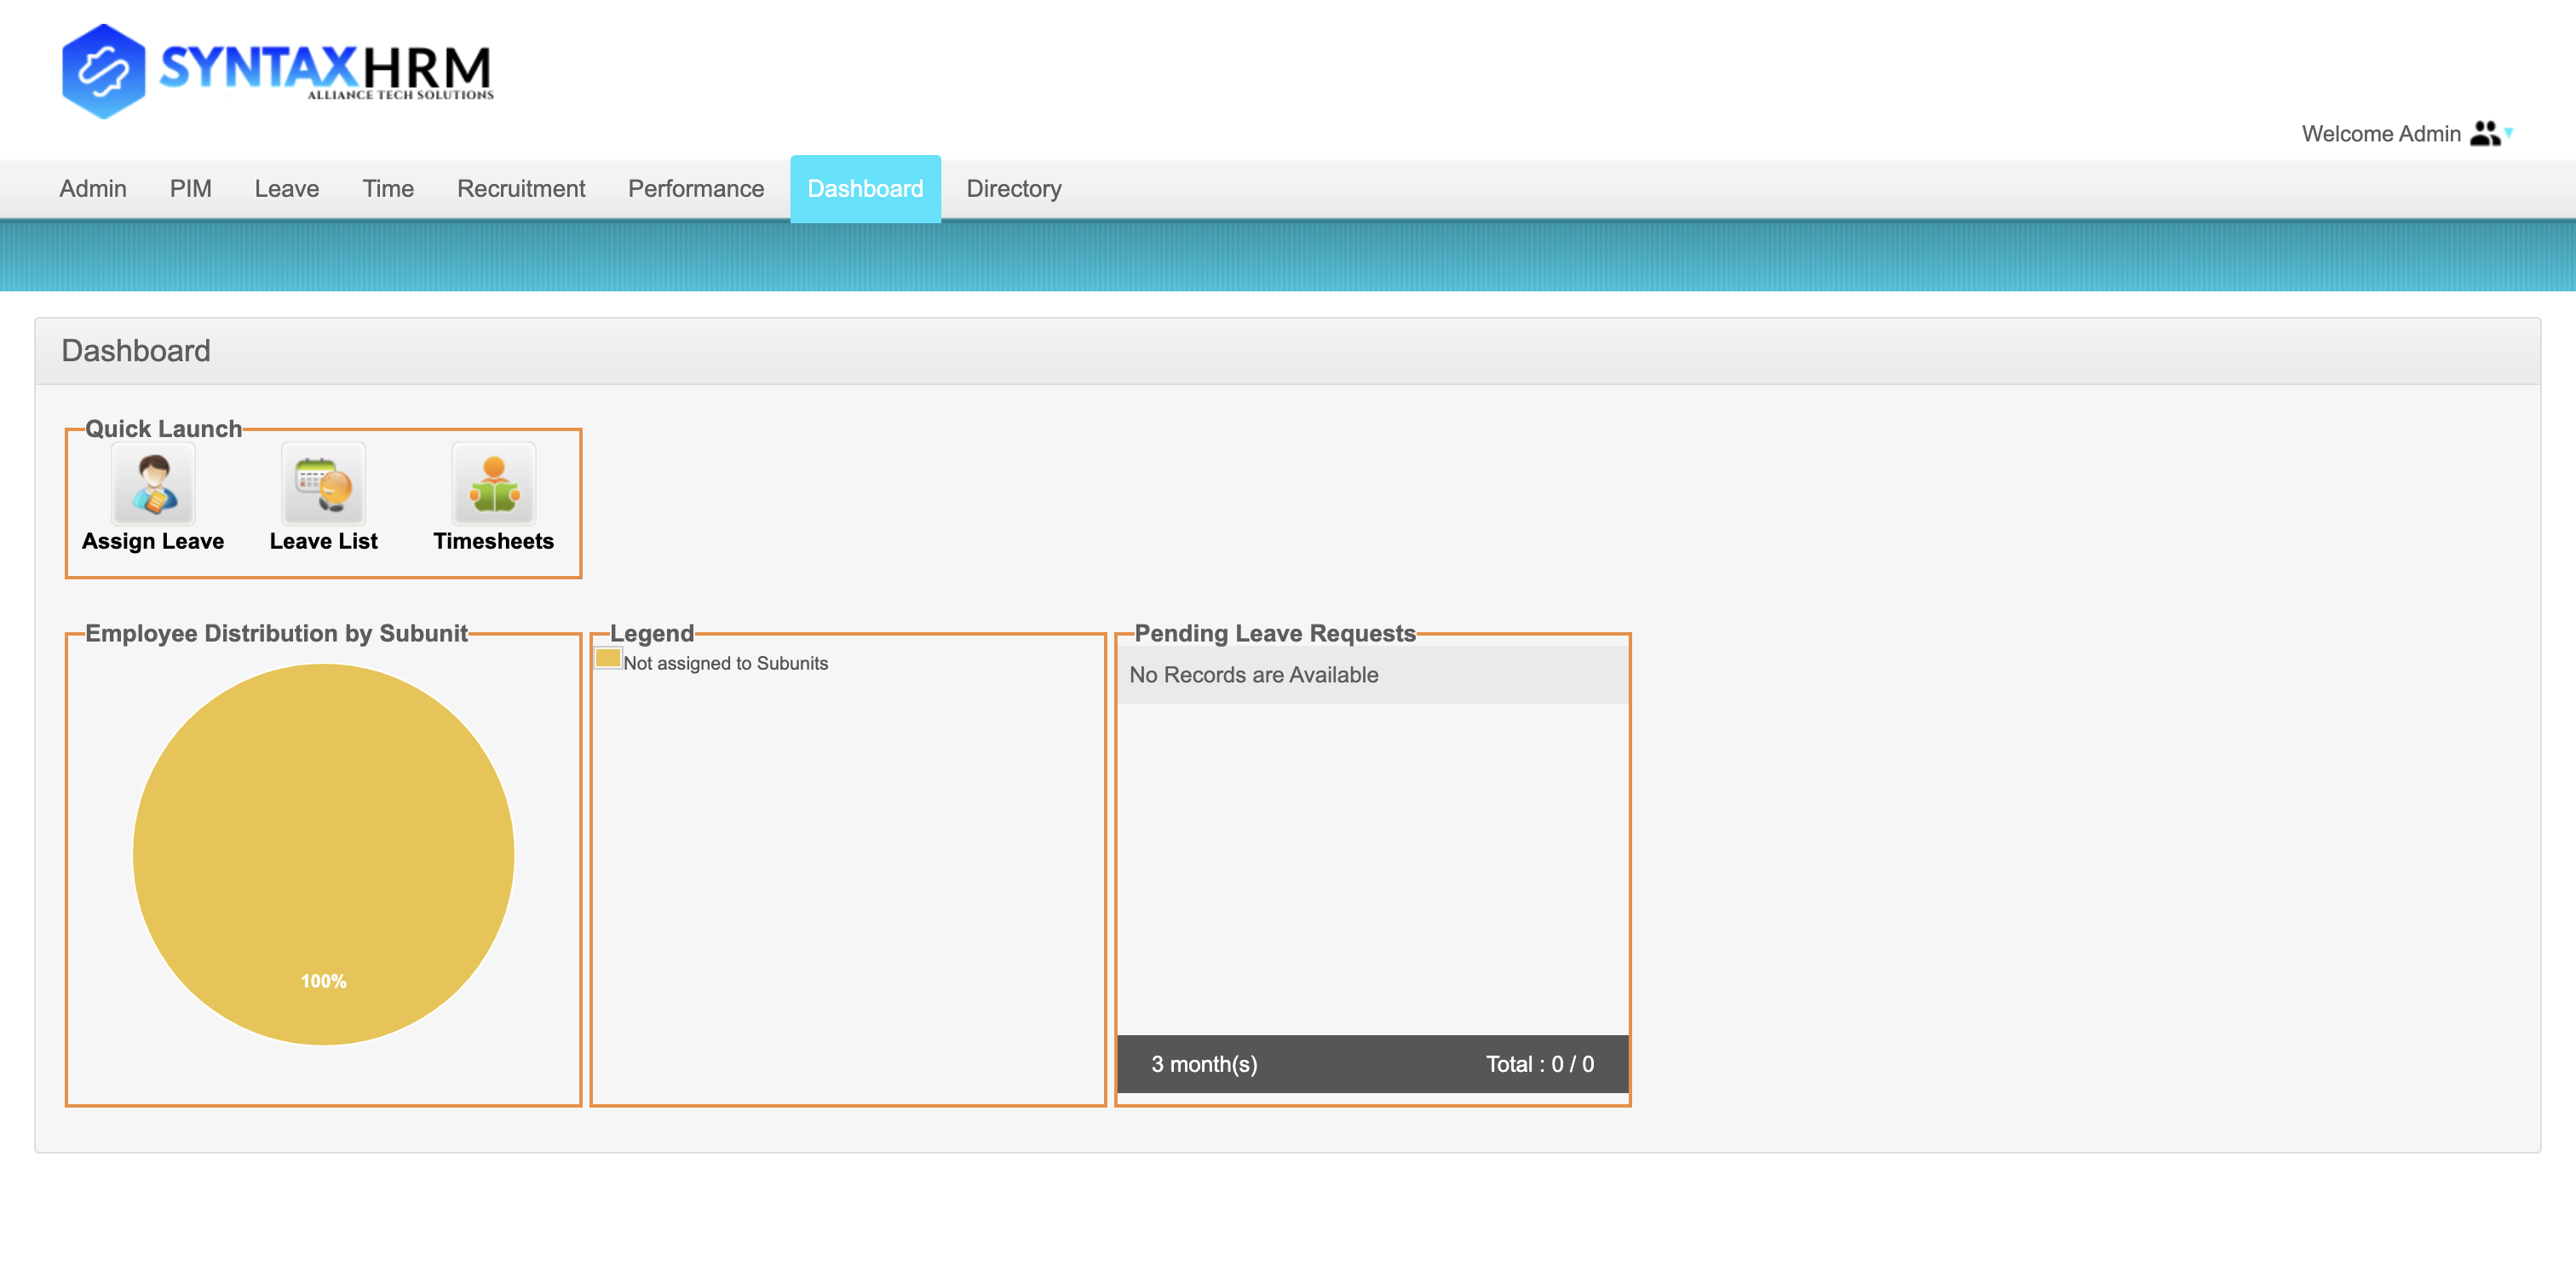 SYNTAXHRM
ALLIANCE TECH SOLUTIONS
Welcome Admin
Admin PIM Leave Time Recruitment Performance Dashboard Directory
Dashboard
Quick Launch
Assign Leave Leave List Timesheets
Employee Distribution by Subunit
100%
Legend
Not assigned to Subunits
Pending Leave Requests
No Records are Available
3 month(s) Total : 0 / 0